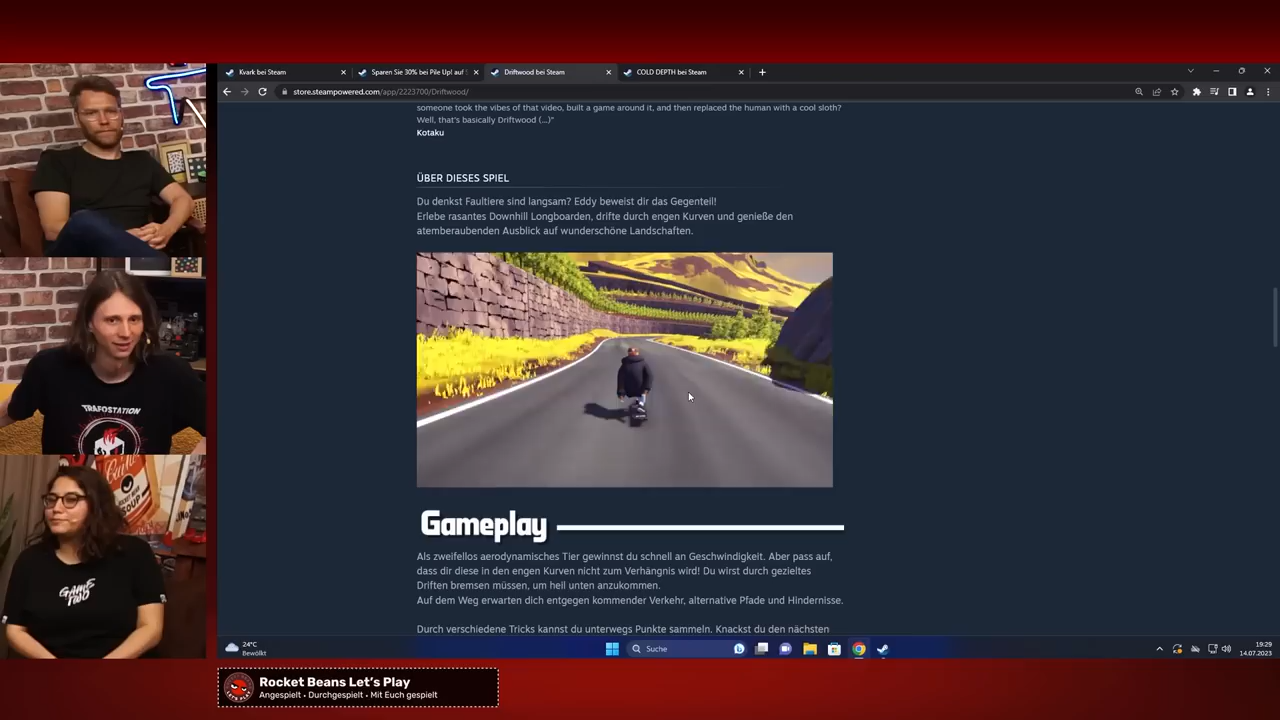 Kvark bei Steam
Sparen Sie 30% bei Pile Up! auf
Driftwood bei Steam
COLD DEPTH bei Steam
store.steampowered.com/app/2223700/Driftwood/
someone took the vibes of that video, built a game around it, and then replaced the human with a cool sloth?
Well, that's basically Driftwood (...)"
Kotaku
ÜBER DIESES SPIEL
Du denkst Faultiere sind langsam? Eddy beweist dir das Gegenteil!
Erlebe rasantes Downhill Longboarden, drifte durch engen Kurven und genieße den
atemberaubenden Ausblick auf wunderschöne Landschaften.
Gameplay
Als zweifellos aerodynamisches Tier gewinnst du schnell an Geschwindigkeit. Aber pass auf,
dass dir diese in den engen Kurven nicht zum Verhängnis wird! Du wirst durch gezieltes
Driften bremsen müssen, um heil unten anzukommen.
Auf dem Weg erwarten dich entgegen kommender Verkehr, alternative Pfade und Hindernisse.
Durch verschiedene Tricks kannst du unterwegs Punkte sammeln. Knackst du den nächsten
TRAFOSTATION
SOUP
GAME
TWO
24°C
Bewölkt
Suche
19:29
14.07.2023
Rocket Beans Let's Play
Angespielt • Durchgespielt • Mit Euch gespielt
LET'S PLAY